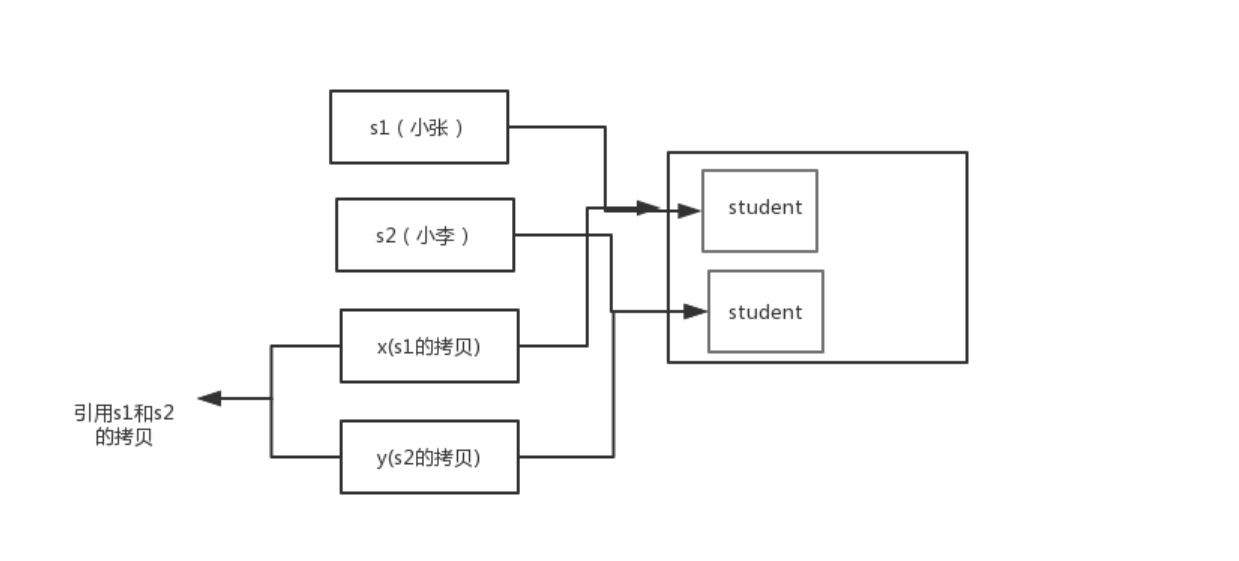 s1（小张）
student
s2（小李）
student
x(s1的拷贝)
引用s1和s2
的拷贝
y(s2的拷贝)